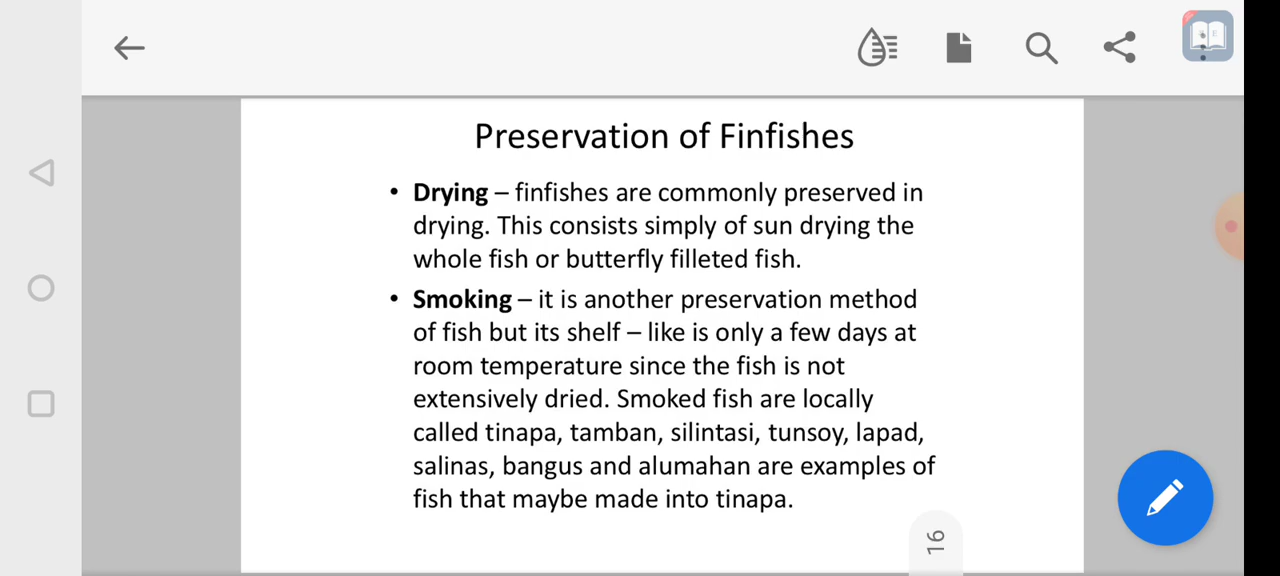 Preservation of Finfishes
• Drying – finfishes are commonly preserved in
drying. This consists simply of sun drying the
whole fish or butterfly filleted fish.
• Smoking – it is another preservation method
of fish but its shelf – like is only a few days at
room temperature since the fish is not
extensively dried. Smoked fish are locally
called tinapa, tamban, silintasi, tunsoy, lapad,
salinas, bangus and alumahan are examples of
fish that maybe made into tinapa.
16